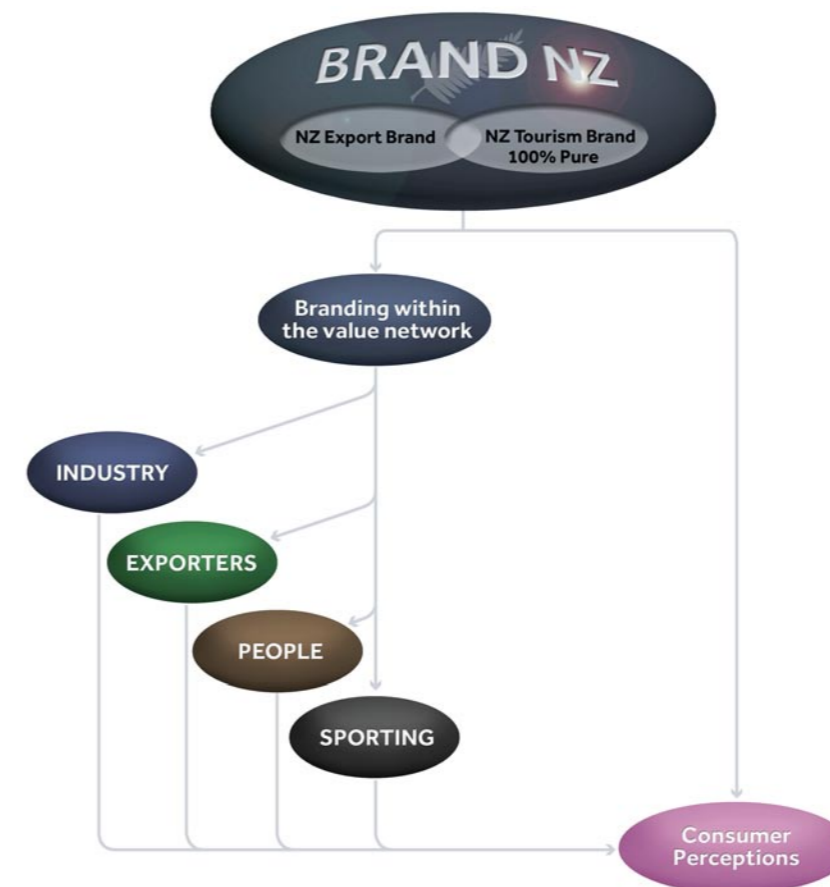 BRAND NZ
NZ Export Brand
NZ Tourism Brand
100% Pure
Branding within
the value network
INDUSTRY
EXPORTERS
PEOPLE
SPORTING
Consumer
Perceptions